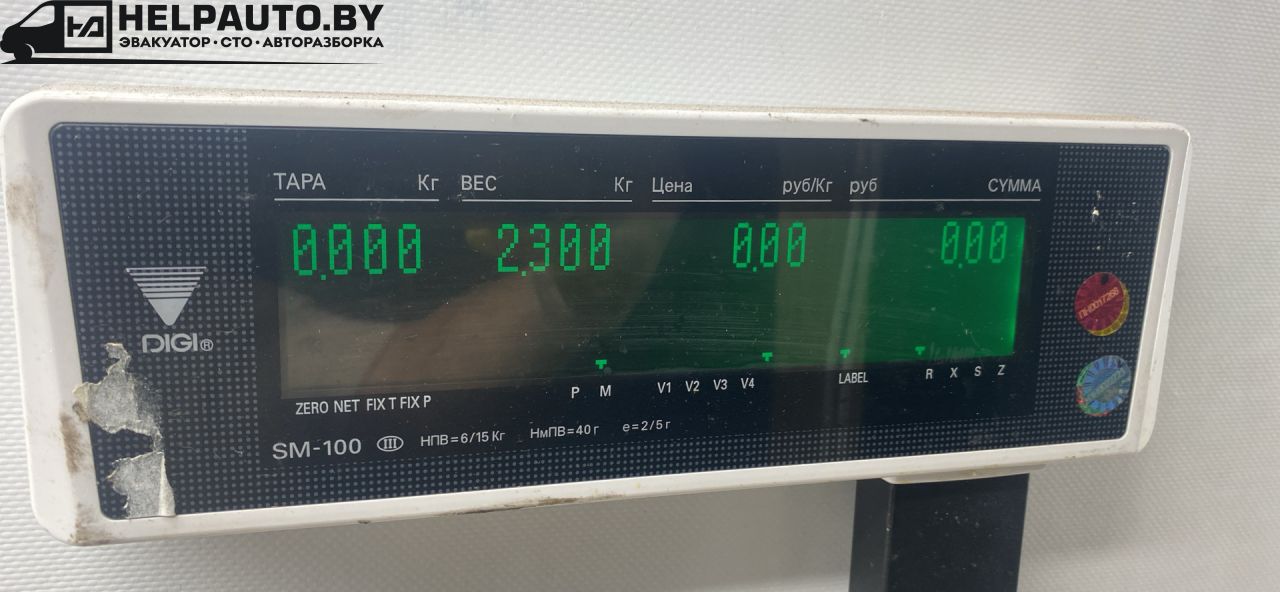 HELPAUTO.BY
ЭВАКУАТОР·СТО·АВТОРАЗБОРКА
ТАРА Кг ВЕС Кг Цена руб/Кг руб СУММА
0.000 2.300 0.00 0.00
DIGI®
P M V1 V2 V3 V4 LABEL R X S Z
ZERO NET FIX T FIX P
SM-100 III НПВ=6/15 Кг НмПВ=40 г e=2/5 г